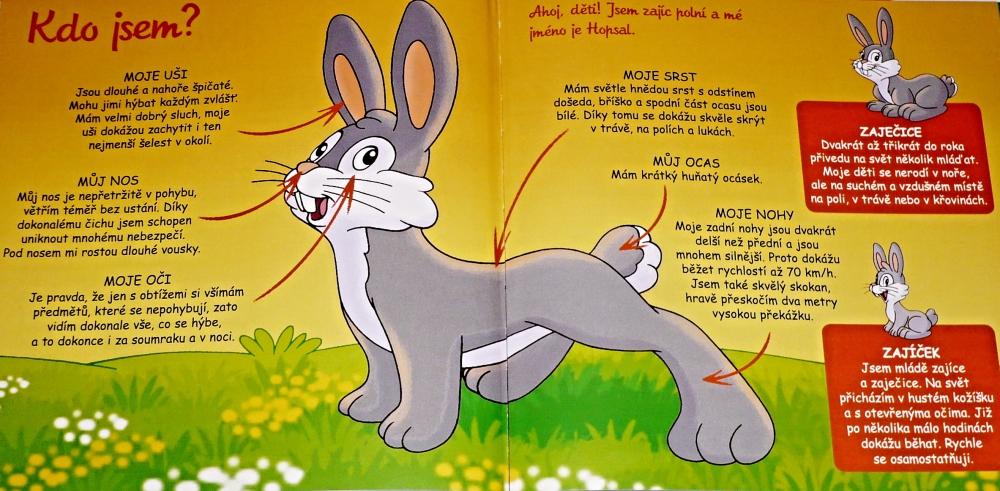 Kdo jsem?
MOJE UŠI
Jsou dlouhé a nahoře špičaté.
Mohu jimi hýbat každým zvlášť.
Mám velmi dobrý sluch, moje
uši dokážou zachytit i ten
nejmenší šelest v okolí.
MŮJ NOS
Můj nos je nepřetržitě v pohybu,
větřím téměř bez ustání. Díky
dokonalému čichu jsem schopen
uniknout mnohému nebezpečí.
Pod nosem mi rostou dlouhé vousky.
MOJE OČI
Je pravda, že jen s obtížemi si všímám
předmětů, které se nepohybují, zato
vidím dokonale vše, co se hýbe,
a to dokonce i za soumraku a v noci.
Ahoj, děti! Jsem zajíc polní a mé
jméno je Hopsal.
MOJE SRST
Mám světle hnědou srst s odstínem
došeda, bříško a spodní část ocasu jsou
bílé. Díky tomu se dokážu skvěle skrýt
v trávě, na polích a lukách.
MŮJ OCAS
Mám krátký huňatý ocásek.
MOJE NOHY
Moje zadní nohy jsou dvakrát
delší než přední a jsou
mnohem silnější. Proto dokážu
běžet rychlostí až 70 km/h.
Jsem také skvělý skokan,
hravě přeskočím dva metry
vysokou překážku.
ZAJEČICE
Dvakrát až třikrát do roka
přivedu na svět několik mláďat.
Moje děti se nerodí v noře,
ale na suchém a vzdušném místě
na poli, v trávě nebo v křovinách.
ZAJÍČEK
Jsem mládě zajíce
a zaječice. Na svět
přicházím v hustém kožíšku
a s otevřenýma očima. Již
po několika málo hodinách
dokážu běhat. Rychle
se osamostatňuji.